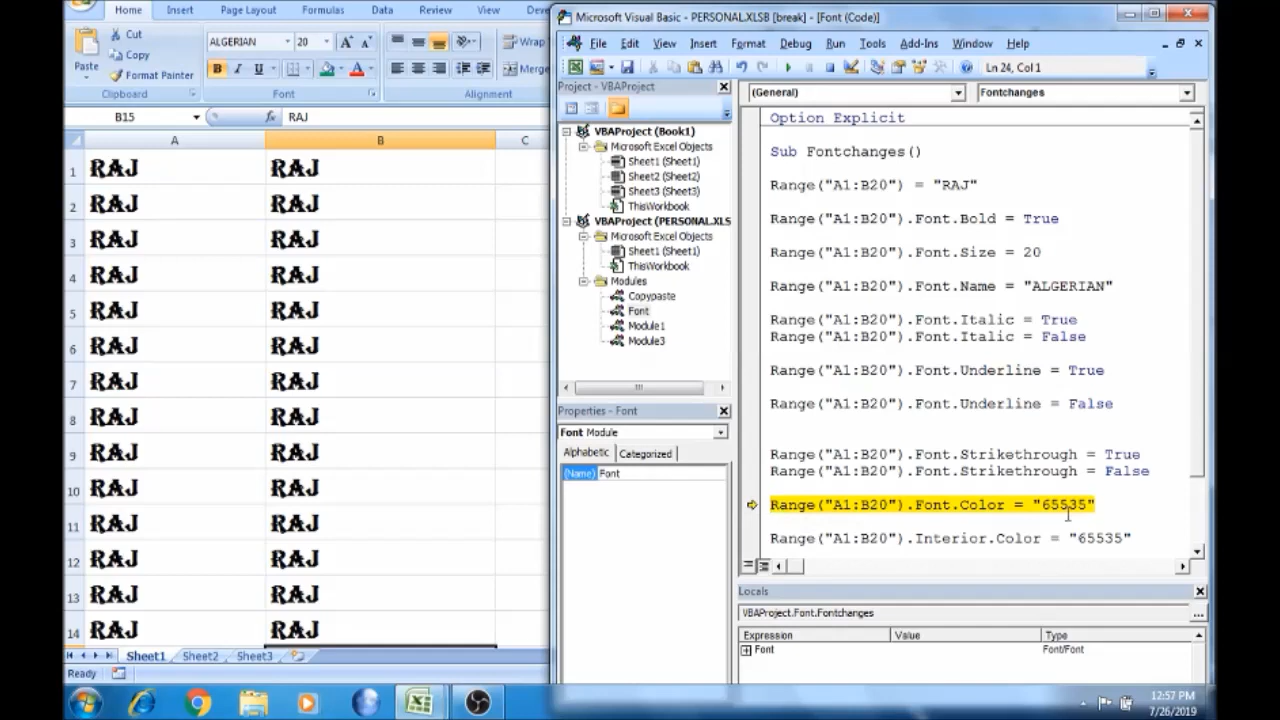 Home Insert Page Layout Formulas Data Review View
Cut
Copy
Format Painter
Paste
Clipboard
ALGERIAN 20
B I U
Font
Wrap
Merge
Alignment
B15 fx RAJ
A B C
1 RAJ RAJ
2 RAJ RAJ
3 RAJ RAJ
4 RAJ RAJ
5 RAJ RAJ
6 RAJ RAJ
7 RAJ RAJ
8 RAJ RAJ
9 RAJ RAJ
10 RAJ RAJ
11 RAJ RAJ
12 RAJ RAJ
13 RAJ RAJ
14 RAJ RAJ
Sheet1 Sheet2 Sheet3
Ready
Microsoft Visual Basic - PERSONAL.XLSB [break] - [Font (Code)]
File Edit View Insert Format Debug Run Tools Add-Ins Window Help
Ln 24, Col 1
Project - VBAProject
VBAProject (Book1)
Microsoft Excel Objects
Sheet1 (Sheet1)
Sheet2 (Sheet2)
Sheet3 (Sheet3)
ThisWorkbook
VBAProject (PERSONAL.XLS
Microsoft Excel Objects
Sheet1 (Sheet1)
ThisWorkbook
Modules
Copypaste
Font
Module1
Module3
Properties - Font
Font Module
Alphabetic Categorized
(Name) Font
(General) Fontchanges
Option Explicit
Sub Fontchanges()
Range("A1:B20") = "RAJ"
Range("A1:B20").Font.Bold = True
Range("A1:B20").Font.Size = 20
Range("A1:B20").Font.Name = "ALGERIAN"
Range("A1:B20").Font.Italic = True
Range("A1:B20").Font.Italic = False
Range("A1:B20").Font.Underline = True
Range("A1:B20").Font.Underline = False
Range("A1:B20").Font.Strikethrough = True
Range("A1:B20").Font.Strikethrough = False
Range("A1:B20").Font.Color = "65535"
Range("A1:B20").Interior.Color = "65535"
Locals
VBAProject.Font.Fontchanges
Expression Value Type
Font Font/Font
12:57 PM
7/26/2019